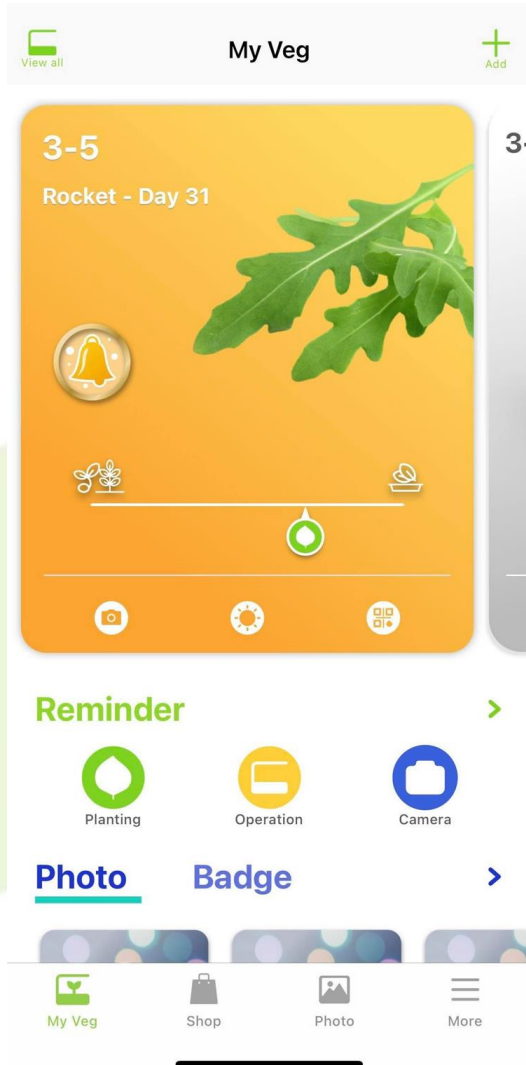 View all
My Veg
Add
3-5
Rocket - Day 31
3-
Reminder
Planting
Operation
Camera
Photo
Badge
My Veg
Shop
Photo
More